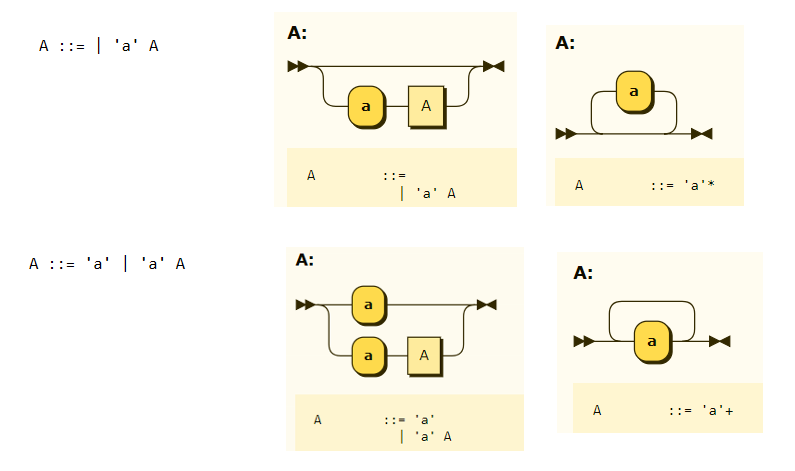 A ::= | 'a' A
A:
a A
A ::=
| 'a' A
A:
a
A ::= 'a'*
A ::= 'a' | 'a' A
A:
a
a A
A ::= 'a'
| 'a' A
A:
a
A ::= 'a'+